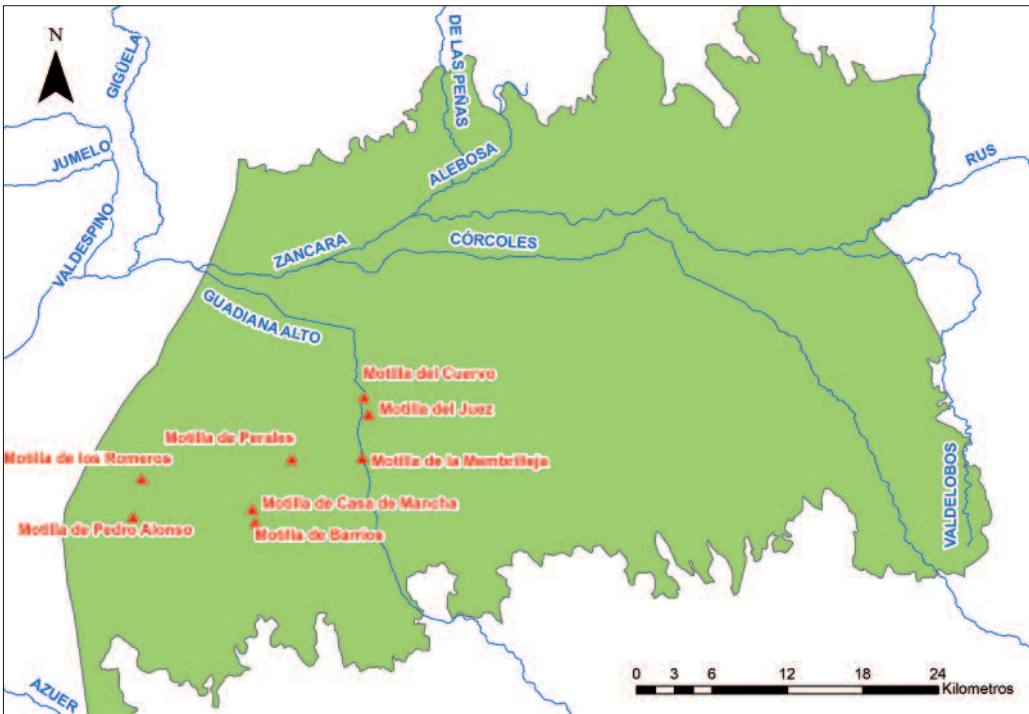 N
GIGÜELA
DE LAS PEÑAS
JUMELO
ALEBOSA
RUS
VALDESPINO
ZANCARA
CÓRCOLES
GUADIANA ALTO
Motilla del Cuervo
Motilla del Juez
Motilla de Perales
Motilla de los Romeros
Motilla de la Membrilleja
Motilla de Casa de Mancha
Motilla de Pedro Alonso
Motilla de Barrios
VALDELOBOS
AZUER
0 3 6 12 18 24
Kilometros